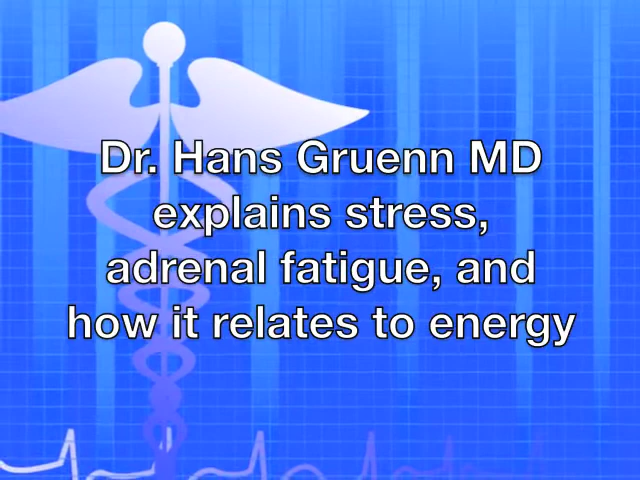 Dr. Hans Gruenn MD
explains stress,
adrenal fatigue, and
how it relates to energy